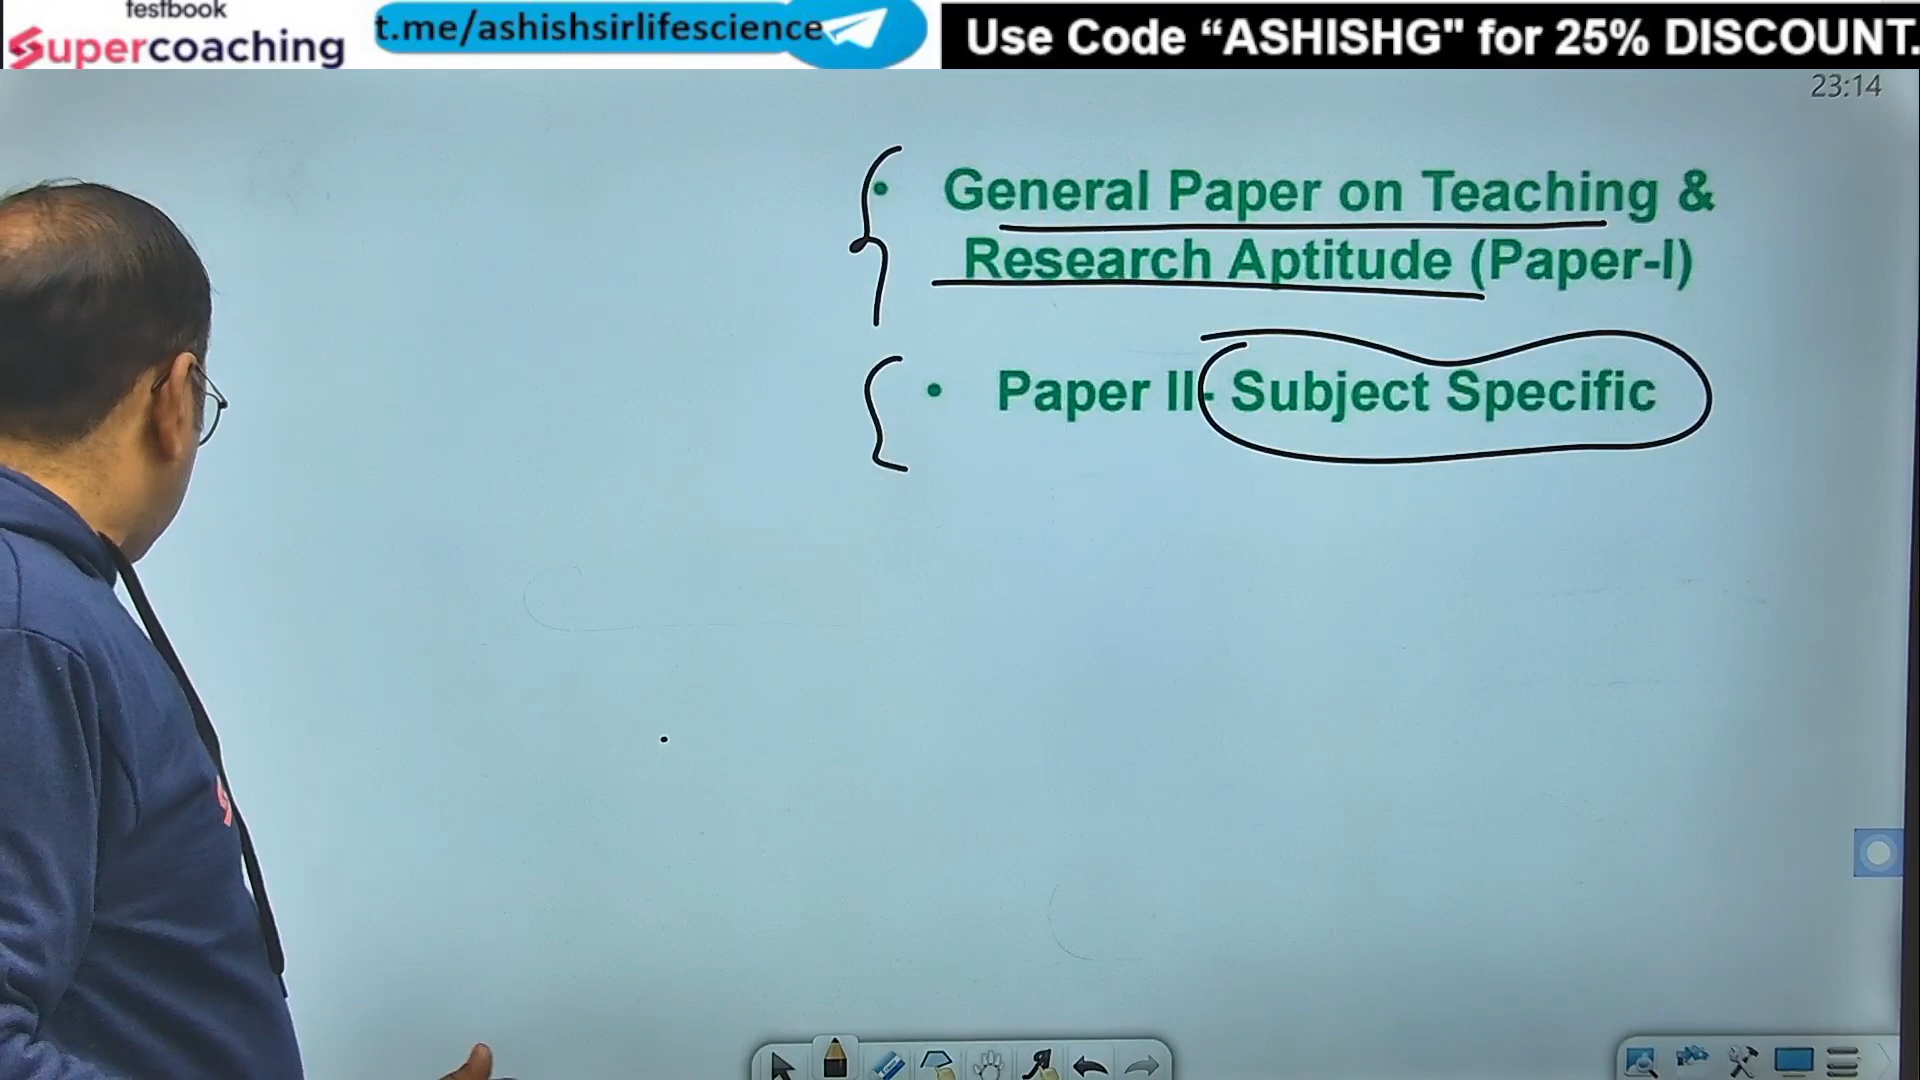 testbook
Supercoaching
t.me/ashishsirlifescience
Use Code “ASHISHG" for 25% DISCOUNT.
23:14
• General Paper on Teaching &
Research Aptitude (Paper-I)
• Paper II- Subject Specific